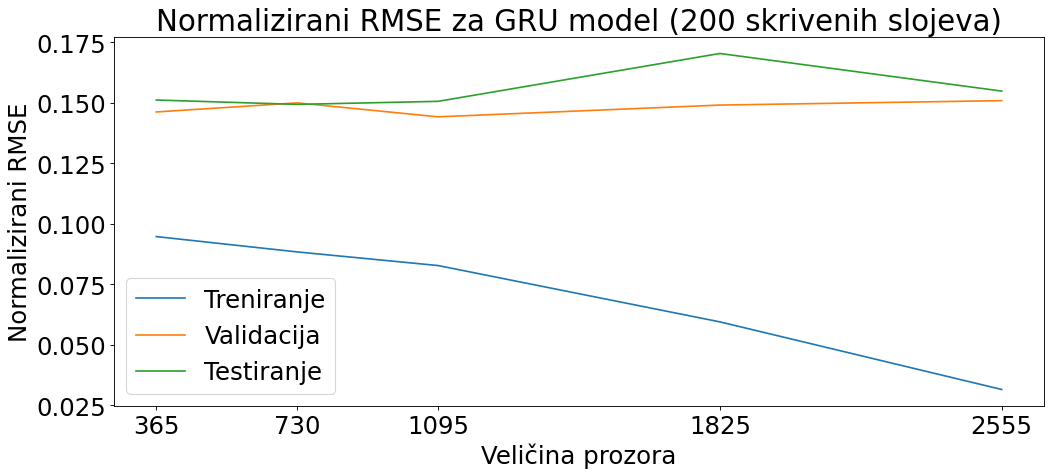 Normalizirani RMSE za GRU model (200 skrivenih slojeva)
0.175
0.150
0.125
0.100
0.075
0.050
0.025
Normalizirani RMSE
Treniranje
Validacija
Testiranje
365 730 1095 1825 2555
Veličina prozora